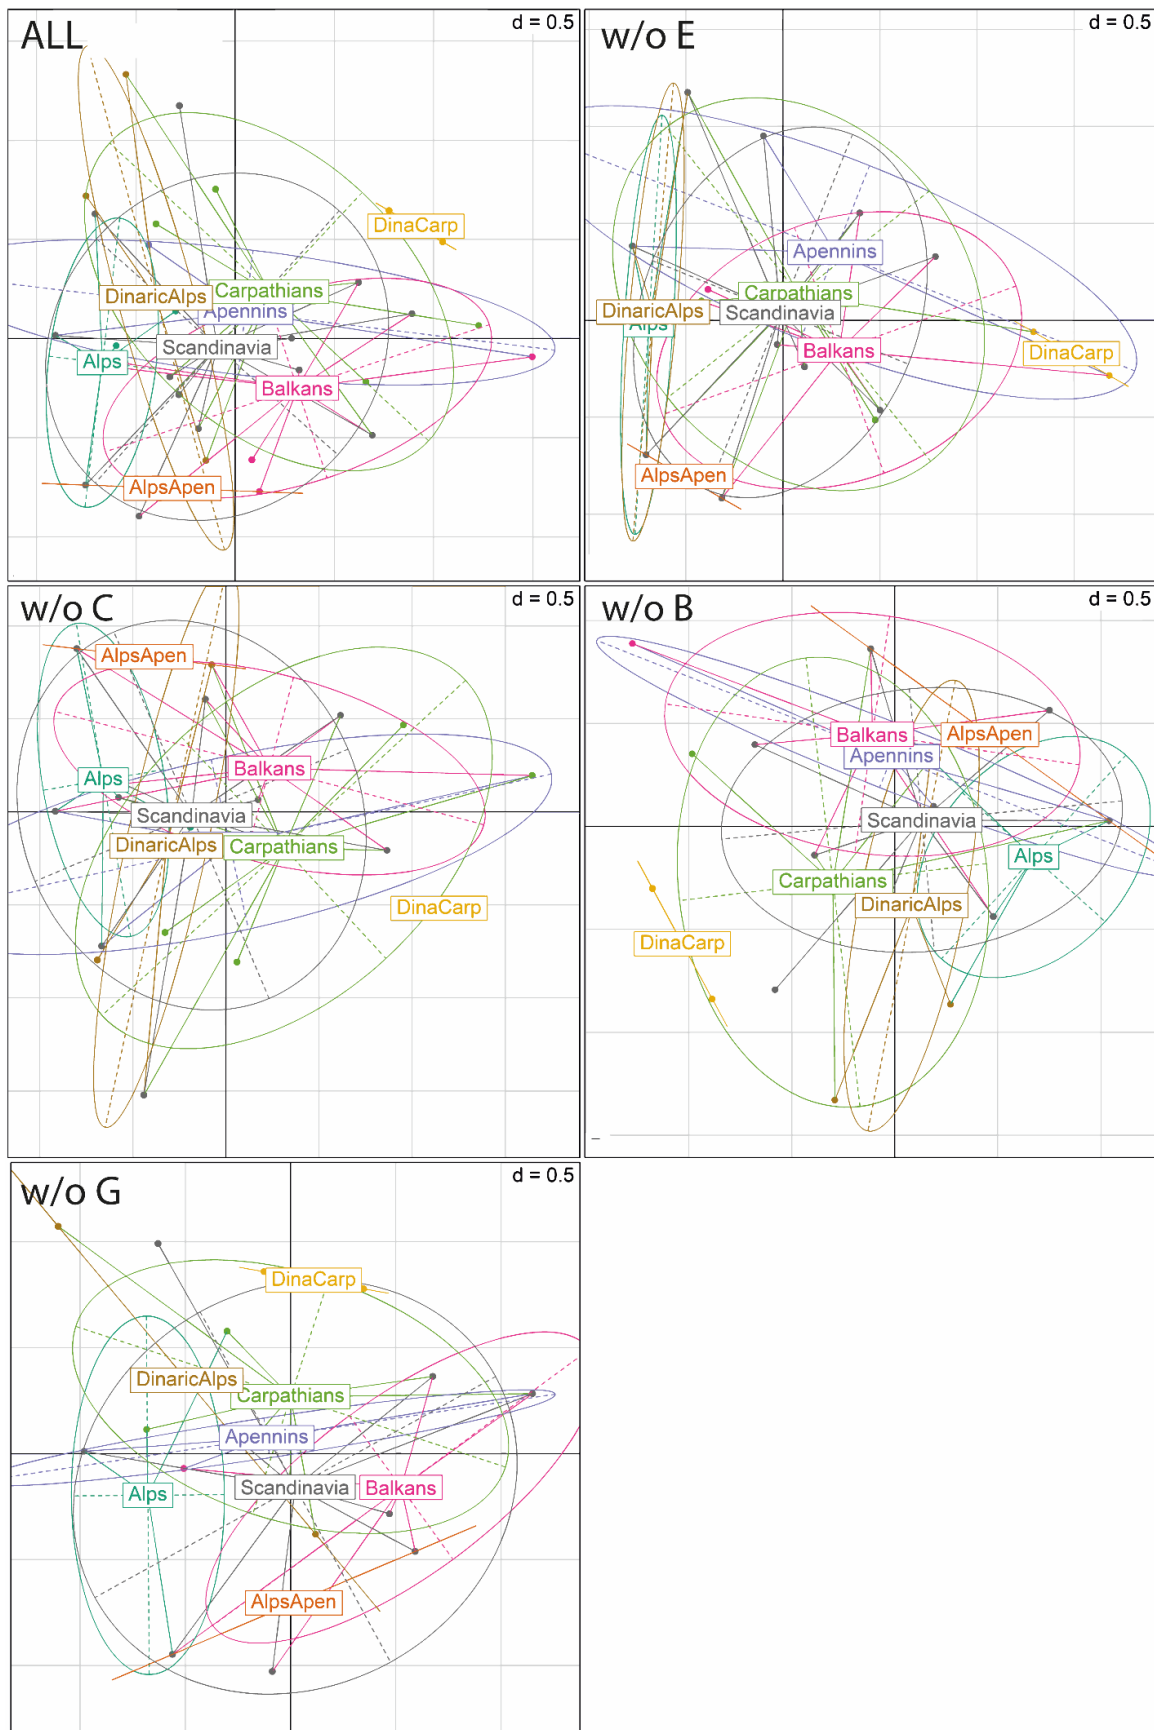 ALL
d = 0.5
DinaCarp
Carpathians
DinaricAlps
Apennins
Scandinavia
Alps
Balkans
AlpsApen
w/o E
d = 0.5
Apennins
Carpathians
DinaricAlps
Scandinavia
Alps
Balkans
DinaCarp
AlpsApen
w/o C
d = 0.5
AlpsApen
Balkans
Alps
Scandinavia
DinaricAlps
Carpathians
DinaCarp
w/o B
d = 0.5
Balkans
AlpsApen
Apennins
Scandinavia
Alps
Carpathians
DinaricAlps
DinaCarp
w/o G
d = 0.5
DinaCarp
DinaricAlps
Carpathians
Apennins
Scandinavia
Balkans
Alps
AlpsApen